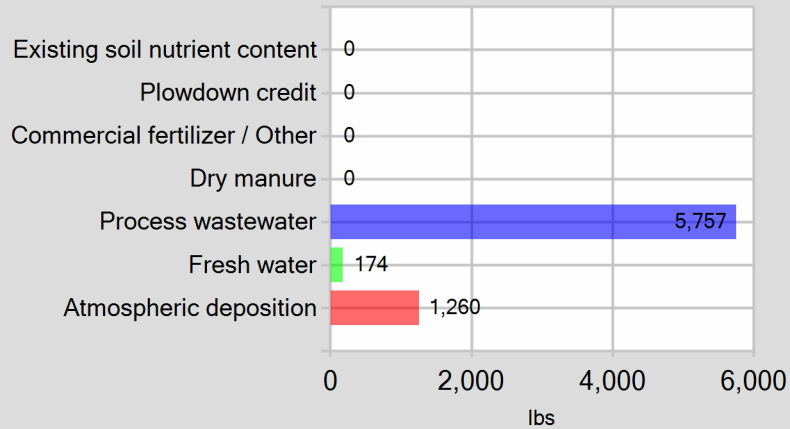 Existing soil nutrient content 0
Plowdown credit 0
Commercial fertilizer / Other 0
Dry manure 0
Process wastewater 5,757
Fresh water 174
Atmospheric deposition 1,260
0 2,000 4,000 6,000
lbs